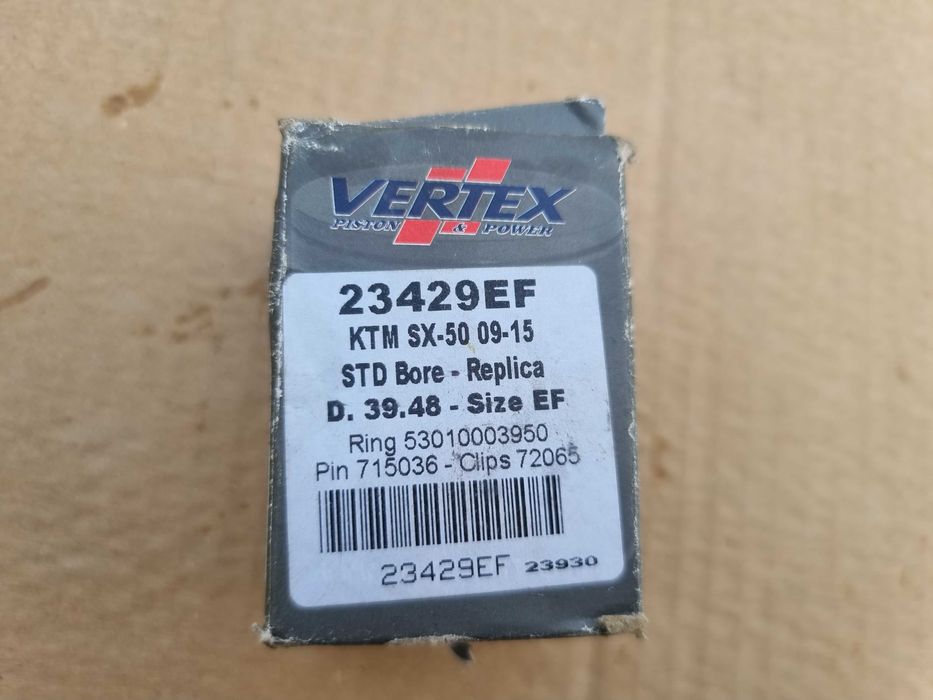 VERTEX
PISTON & POWER
23429EF
KTM SX-50 09-15
STD Bore - Replica
D. 39.48 - Size EF
Ring 53010003950
Pin 715036 - Clips 72065
23429EF 23930